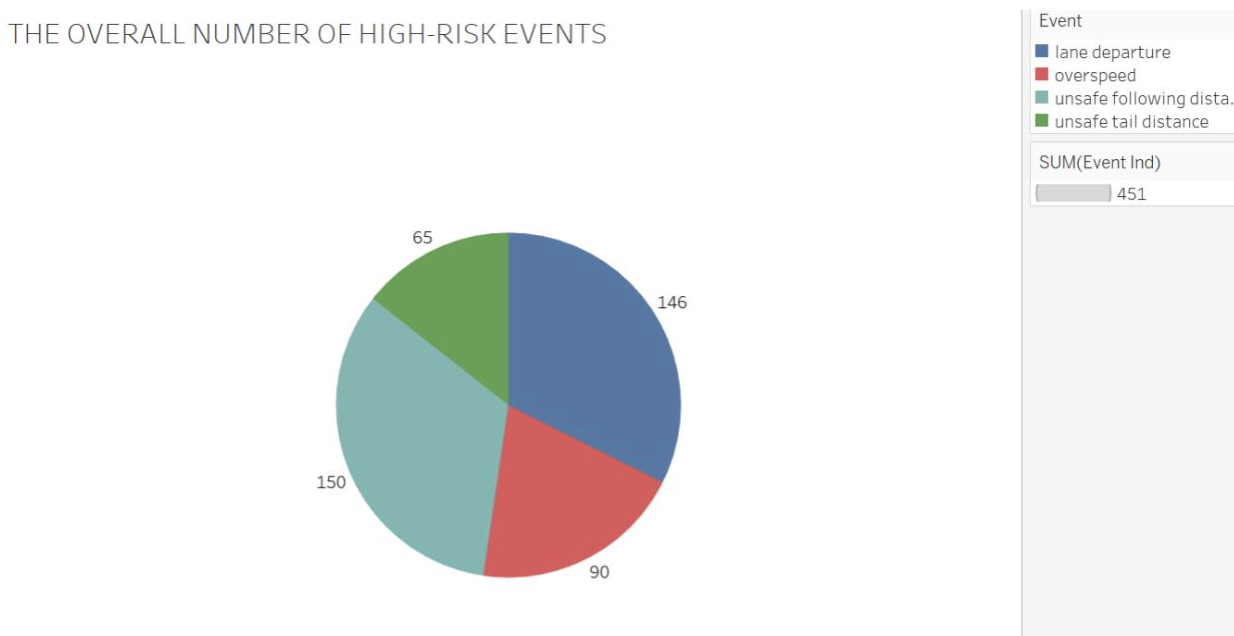 THE OVERALL NUMBER OF HIGH-RISK EVENTS
Event
lane departure
overspeed
unsafe following dista.
unsafe tail distance
SUM(Event Ind)
451
65
146
150
90